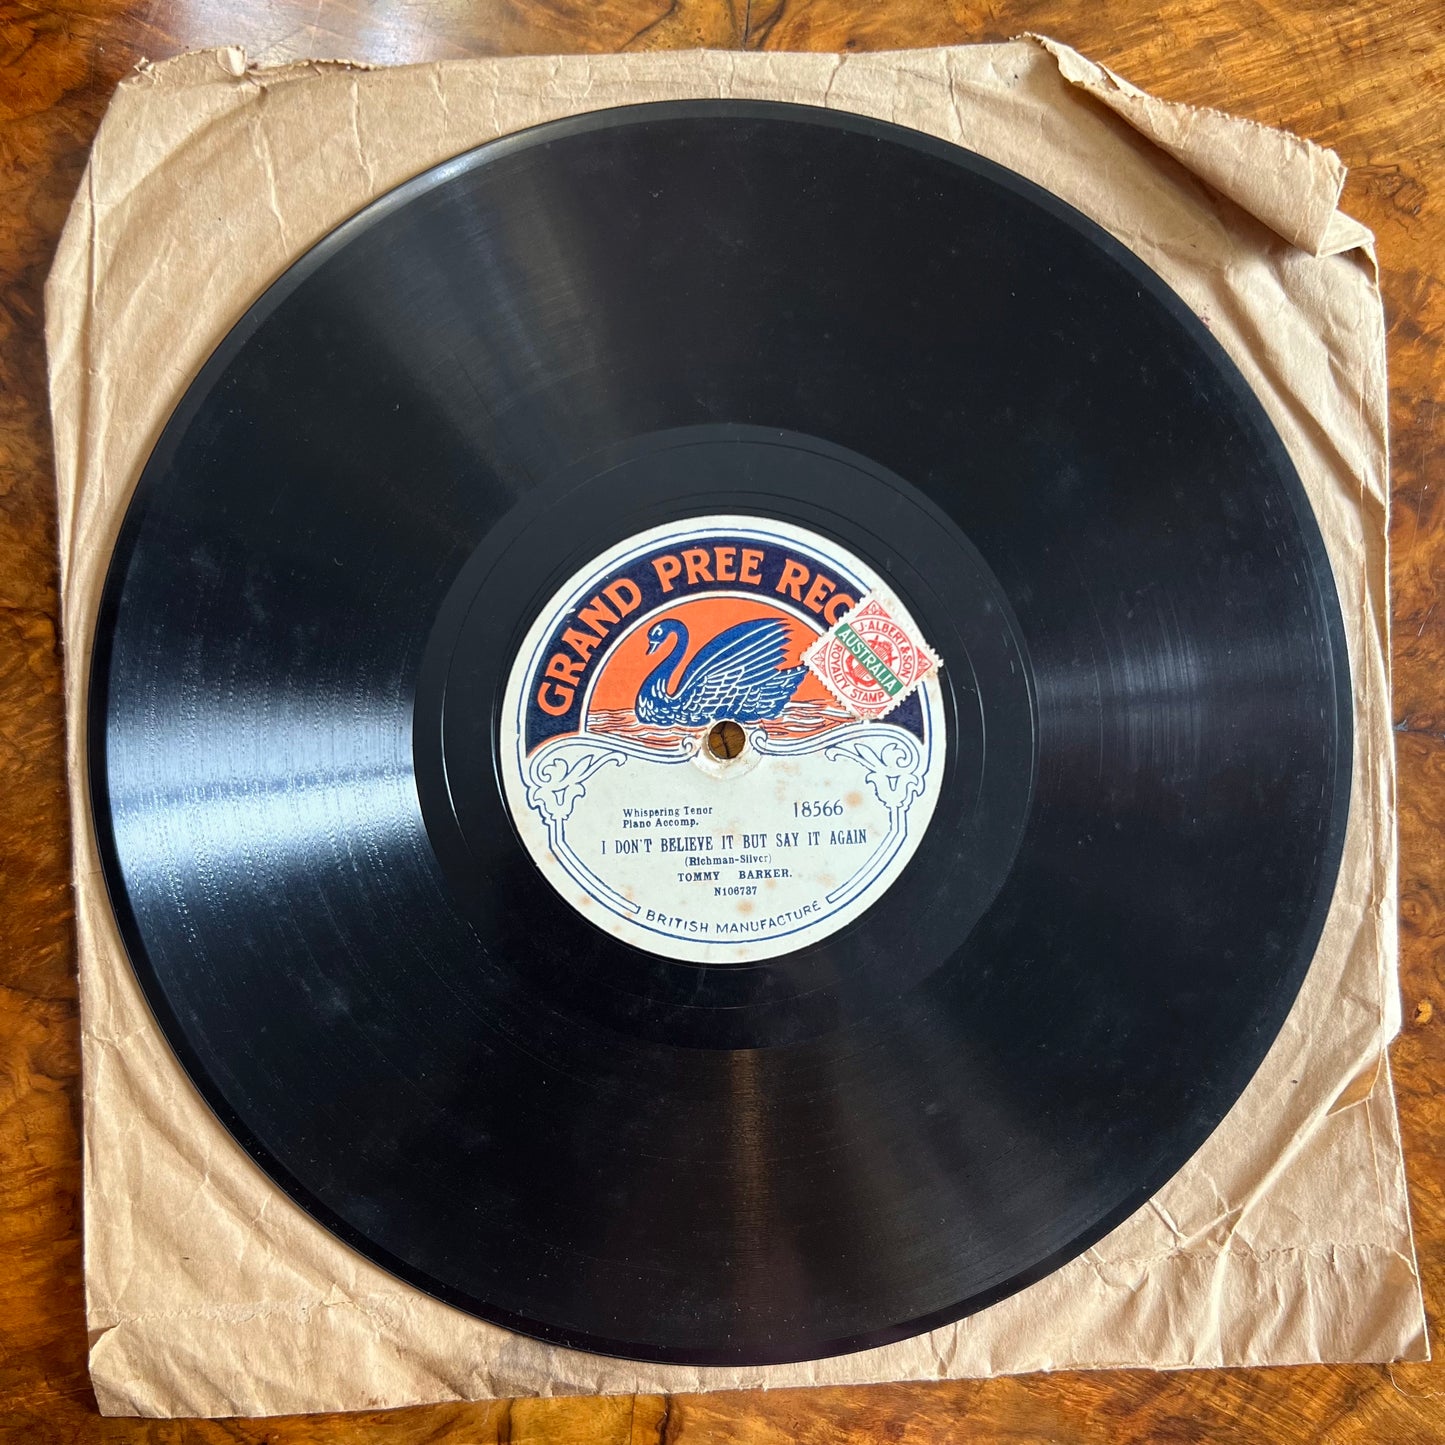 GRAND PREE REC
J. ALBERT & SON
AUSTRALIA
ROYALTY STAMP
Whispering Tenor
Piano Accomp.
18566
I DON'T BELIEVE IT BUT SAY IT AGAIN
(Richman-Silver)
TOMMY BARKER.
N106737
BRITISH MANUFACTURE